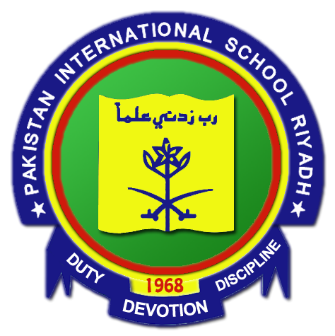 PAKISTAN INTERNATIONAL SCHOOL RIYADH
رب زدني علماً
1968
DUTY
DEVOTION
DISCIPLINE